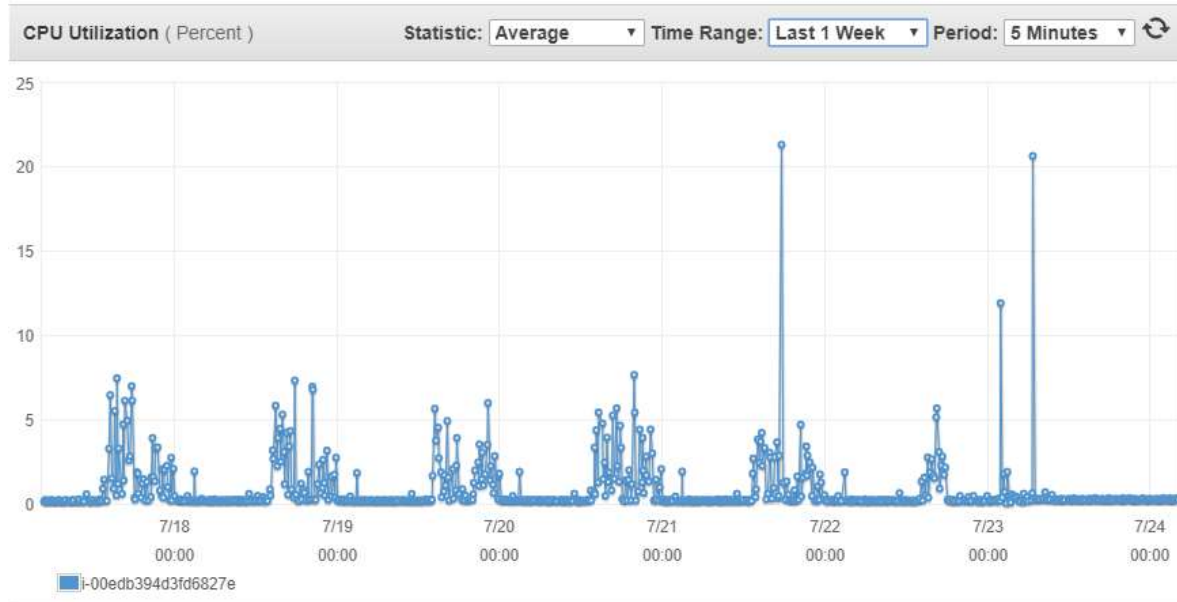 CPU Utilization ( Percent ) Statistic: Average Time Range: Last 1 Week Period: 5 Minutes
25
20
15
10
5
0
7/18 7/19 7/20 7/21 7/22 7/23 7/24
00:00 00:00 00:00 00:00 00:00 00:00 00:00
i-00edb394d3fd6827e